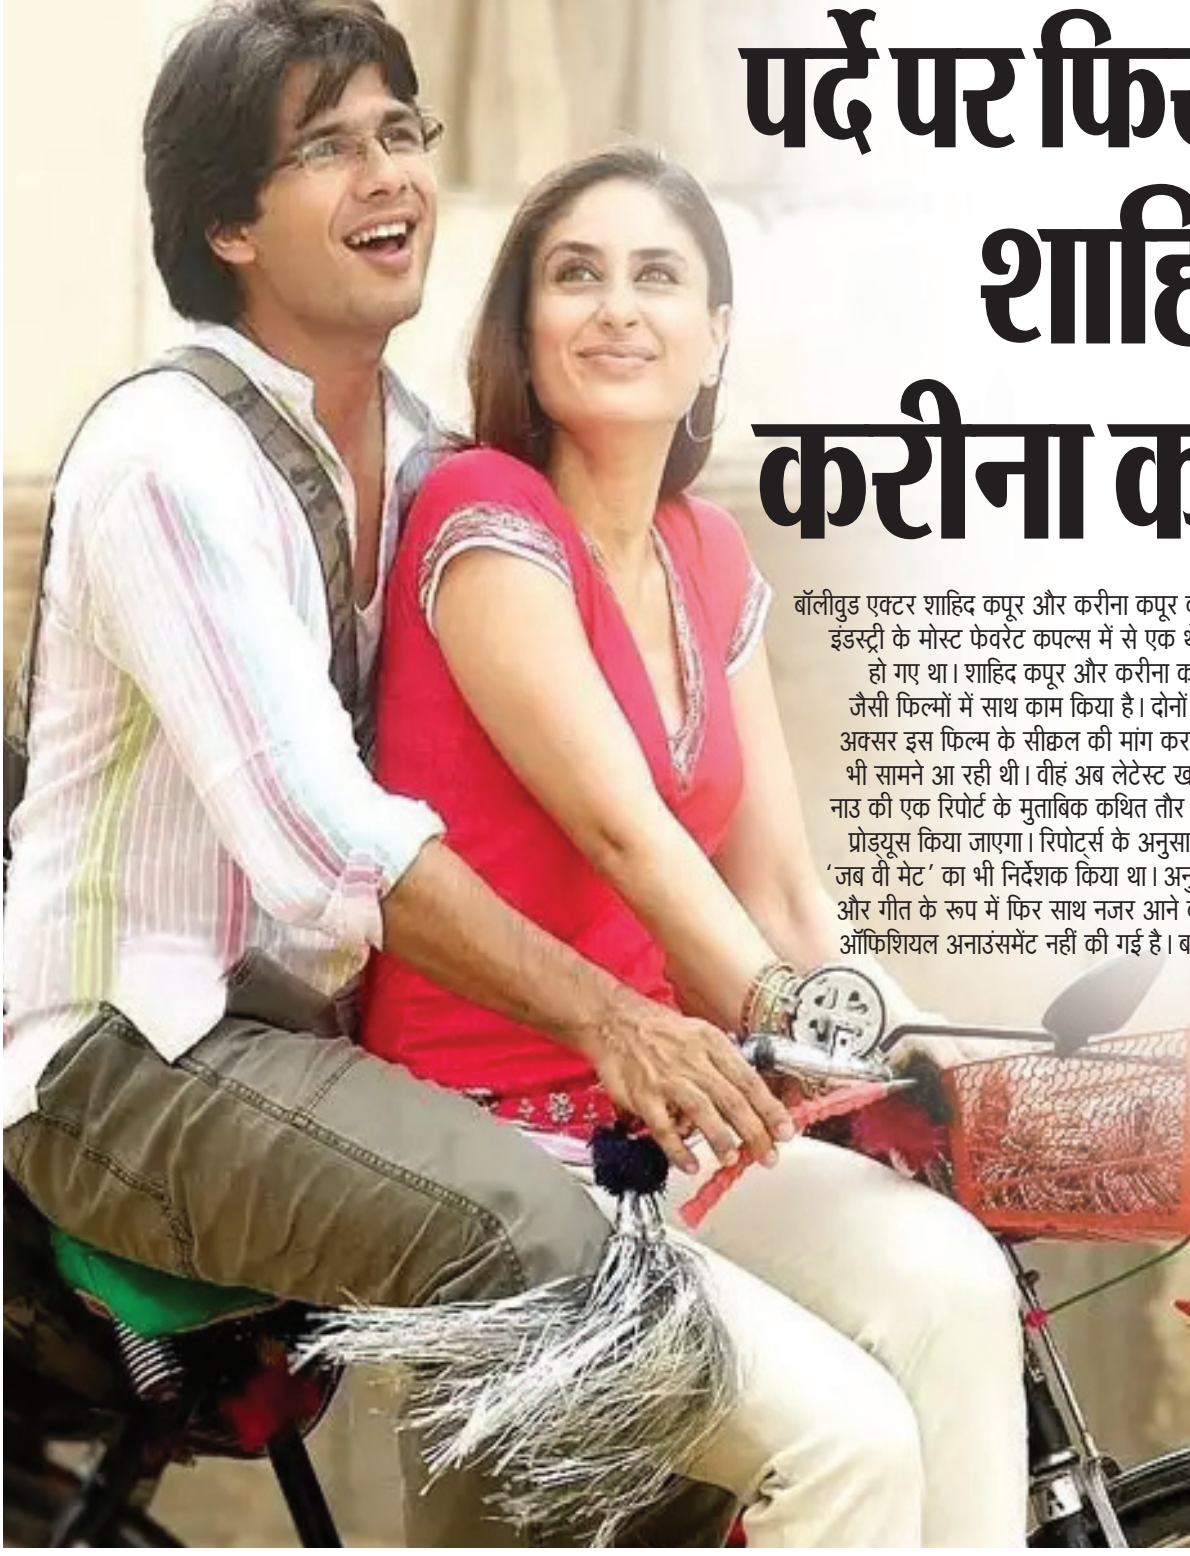 पर्दे पर फिर
शाहि
करीना क
बॉलीवुड एक्टर शाहिद कपूर और करीना कपूर
इंडस्ट्री के मोस्ट फेवरेट कपल्स में से एक
हो गए था। शाहिद कपूर और करीना क
जैसी फिल्मों में साथ काम किया है। दोनों
अक्सर इस फिल्म के सीक्वल की मांग कर
भी सामने आ रही थी। वीहं अब लेटेस्ट ख
नाउ की एक रिपोर्ट के मुताबिक कथित तौर
प्रोड्यूस किया जाएगा। रिपोर्ट्स के अनुसा
‘जब वी मेट’ का भी निर्देशक किया था। अनु
और गीत के रूप में फिर साथ नजर आने
ऑफिशियल अनाउंसमेंट नहीं की गई है। ब